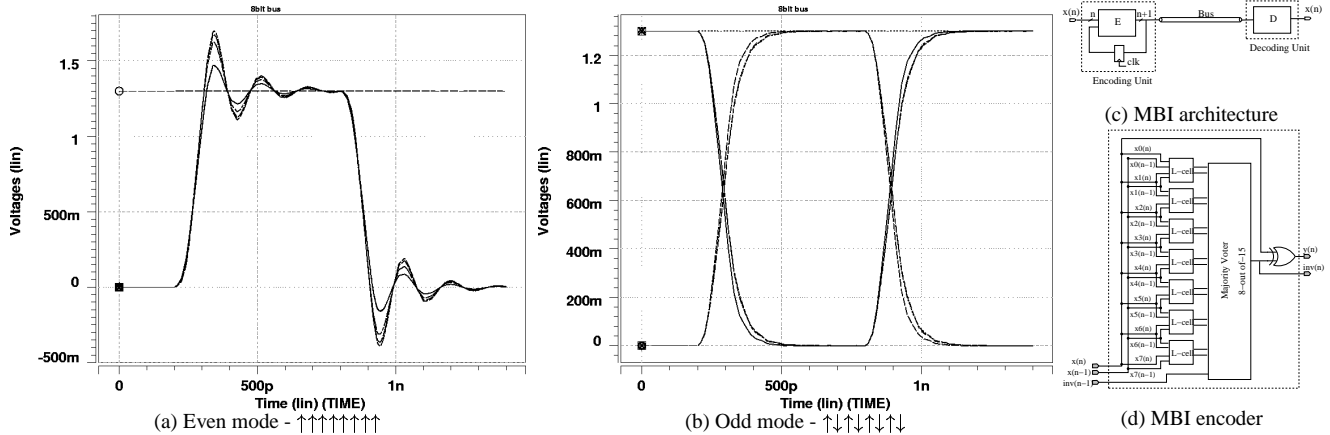 8bit bus
Voltages (lin)
1.5
1
500m
0
-500m
0
500p
1n
Time (lin) (TIME)
(a) Even mode - ↑↑↑↑↑↑↑↑
8bit bus
Voltages (lin)
1.2
1
800m
600m
400m
200m
0
0
500p
1n
Time (lin) (TIME)
(b) Odd mode - ↑↓↑↓↑↓↑↓
x(n)
n
E
n+1
Bus
D
x(n)
clk
Encoding Unit
Decoding Unit
(c) MBI architecture
x0(n)
x0(n−1)
x1(n)
x1(n−1)
x2(n)
x2(n−1)
x3(n)
x3(n−1)
x4(n)
x4(n−1)
x5(n)
x5(n−1)
x6(n)
x6(n−1)
x7(n)
x7(n−1)
L−cell
L−cell
L−cell
L−cell
L−cell
L−cell
L−cell
Majority Voter
8−out of−15
y(n)
inv(n)
x(n)
x(n−1)
inv(n−1)
(d) MBI encoder